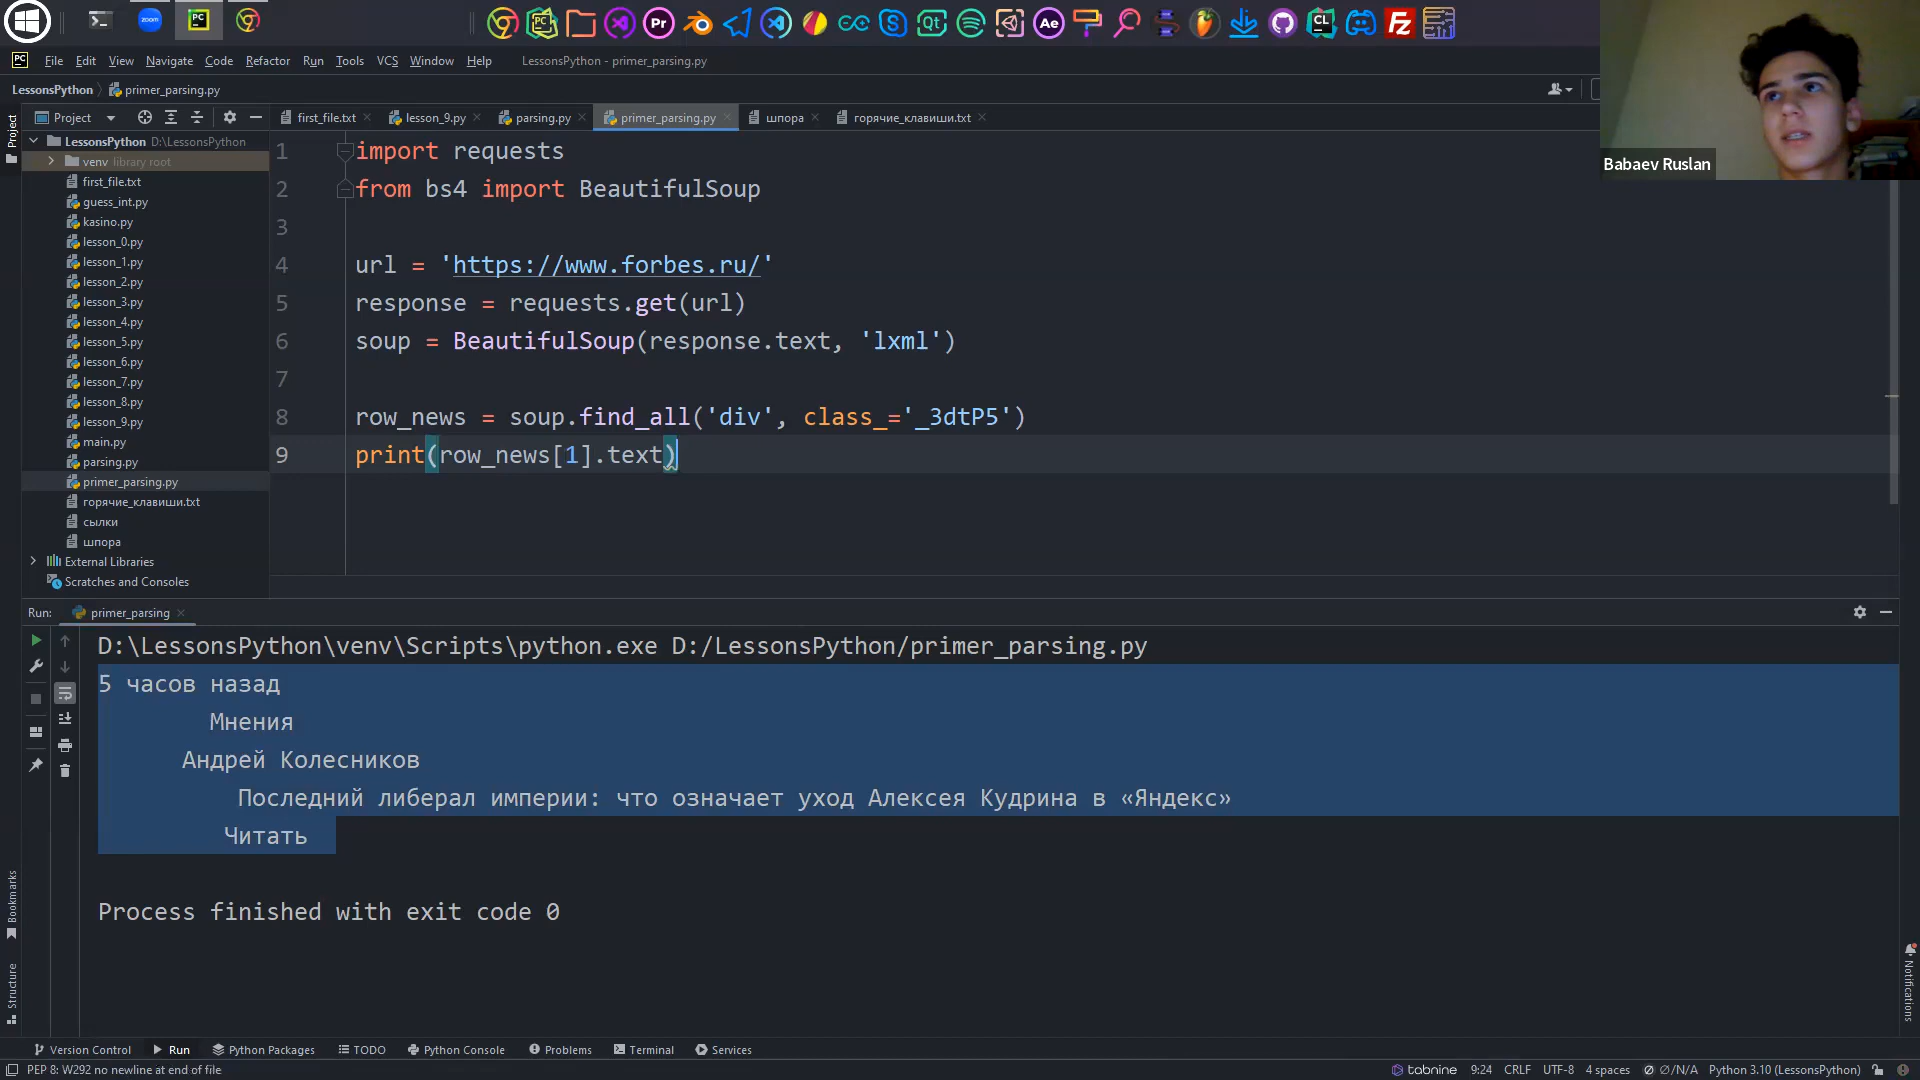 zoom
PC
Pr
Qt
Ae
CL
Fz
PC File Edit View Navigate Code Refactor Run Tools VCS Window Help LessonsPython - primer_parsing.py
LessonsPython primer_parsing.py
Babaev Ruslan
Project
Project
first_file.txt lesson_9.py parsing.py primer_parsing.py шпора горячие_клавиши.txt
LessonsPython D:\LessonsPython
venv library root
first_file.txt
guess_int.py
kasino.py
lesson_0.py
lesson_1.py
lesson_2.py
lesson_3.py
lesson_4.py
lesson_5.py
lesson_6.py
lesson_7.py
lesson_8.py
lesson_9.py
main.py
parsing.py
primer_parsing.py
горячие_клавиши.txt
сылки
шпора
External Libraries
Scratches and Consoles
1 import requests
2 from bs4 import BeautifulSoup
3
4 url = 'https://www.forbes.ru/'
5 response = requests.get(url)
6 soup = BeautifulSoup(response.text, 'lxml')
7
8 row_news = soup.find_all('div', class_='_3dtP5')
9 print(row_news[1].text)
Run: primer_parsing
D:\LessonsPython\venv\Scripts\python.exe D:/LessonsPython/primer_parsing.py
5 часов назад
Мнения
Андрей Колесников
Последний либерал империи: что означает уход Алексея Кудрина в «Яндекс»
Читать
Process finished with exit code 0
Bookmarks
Structure
Notifications
Version Control Run Python Packages TODO Python Console Problems Terminal Services
PEP 8: W292 no newline at end of file tabnine 9:24 CRLF UTF-8 4 spaces Ø/N/A Python 3.10 (LessonsPython)